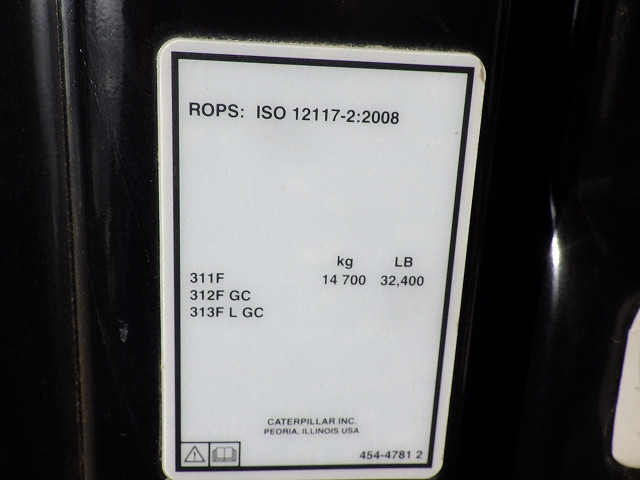 ROPS: ISO 12117-2:2008
kg LB
311F 14 700 32,400
312F GC
313F L GC
CATERPILLAR INC.
PEORIA, ILLINOIS USA
454-4781 2